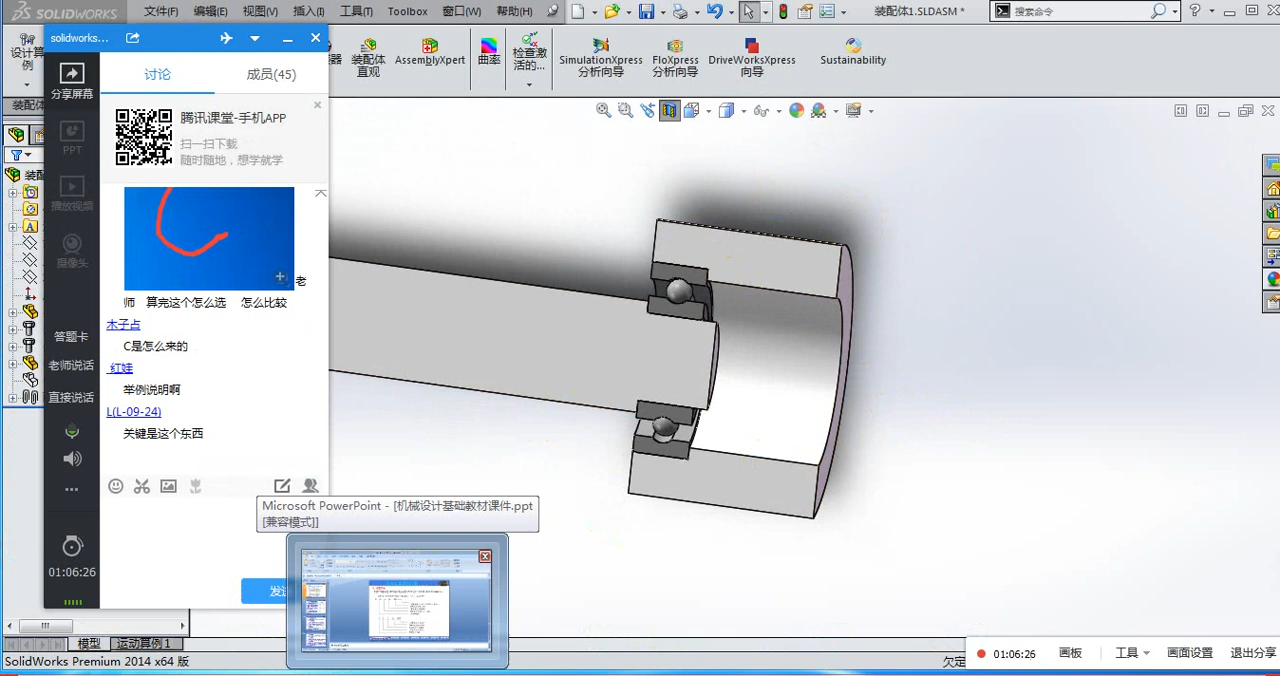 SOLIDWORKS
文件(F)
编辑(E)
视图(V)
插入(I)
工具(T)
Toolbox
窗口(W)
帮助(H)
装配体1.SLDASM *
搜索命令
solidworks...
设计算
例
器
装配体
直观
AssemblyXpert
曲率
检查激
活的...
SimulationXpress
分析向导
FloXpress
分析向导
DriveWorksXpress
向导
Sustainability
装配体
装配
分享屏幕
PPT
播放视频
摄像头
答题卡
老师说话
直接说话
01:06:26
讨论
成员(45)
腾讯课堂-手机APP
扫一扫下载
随时随地，想学就学
老
师 算完这个怎么选 怎么比较
木子占
C是怎么来的
红娃
举例说明啊
L(L-09-24)
关键是这个东西
Microsoft PowerPoint - [机械设计基础教材课件.ppt
[兼容模式]]
模型
运动算例 1
SolidWorks Premium 2014 x64 版
欠定
01:06:26
画板
工具
画面设置
退出分享